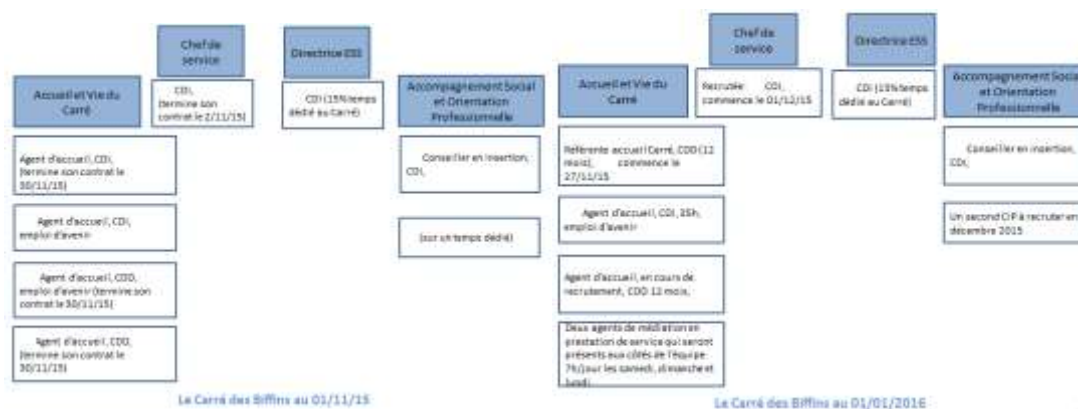 Chef de
service
Directrice ESS
Accueil et Vie du
Carré
CDI,
(termine son
contrat le 2/11/15)
CDI (15% temps
dédié au Carré)
Accompagnement Social
et Orientation
Professionnelle
Agent d'accueil, CDI,
(termine son contrat le
30/11/15)
Conseiller en insertion,
CDI,
Agent d'accueil, CDI,
emploi d'avenir
(sur un temps dédié)
Agent d'accueil, CDD,
emploi d'avenir (termine son
contrat le 30/11/15)
Agent d'accueil, CDD,
(termine son contrat le
30/11/15)
Le Carré des Biffins au 01/11/15
Chef de
service
Directrice ESS
Accueil et Vie du
Carré
Recrutée CDI,
commence le 01/12/15
CDI (15% temps
dédié au Carré)
Accompagnement Social
et Orientation
Professionnelle
Référente accueil Carré, CDD (12
mois), commence le
27/11/15
Conseiller en insertion,
CDI,
Agent d'accueil, CDI, 35h,
emploi d'avenir
Un second CIP à recruter en
décembre 2015
Agent d'accueil, en cours de
recrutement, CDD 12 mois,
Deux agents de médiation en
prestation de service qui seront
présents aux côtés de l'équipe
7h/jour les samedi, dimanche et
lundi
Le Carré des Biffins au 01/01/2016